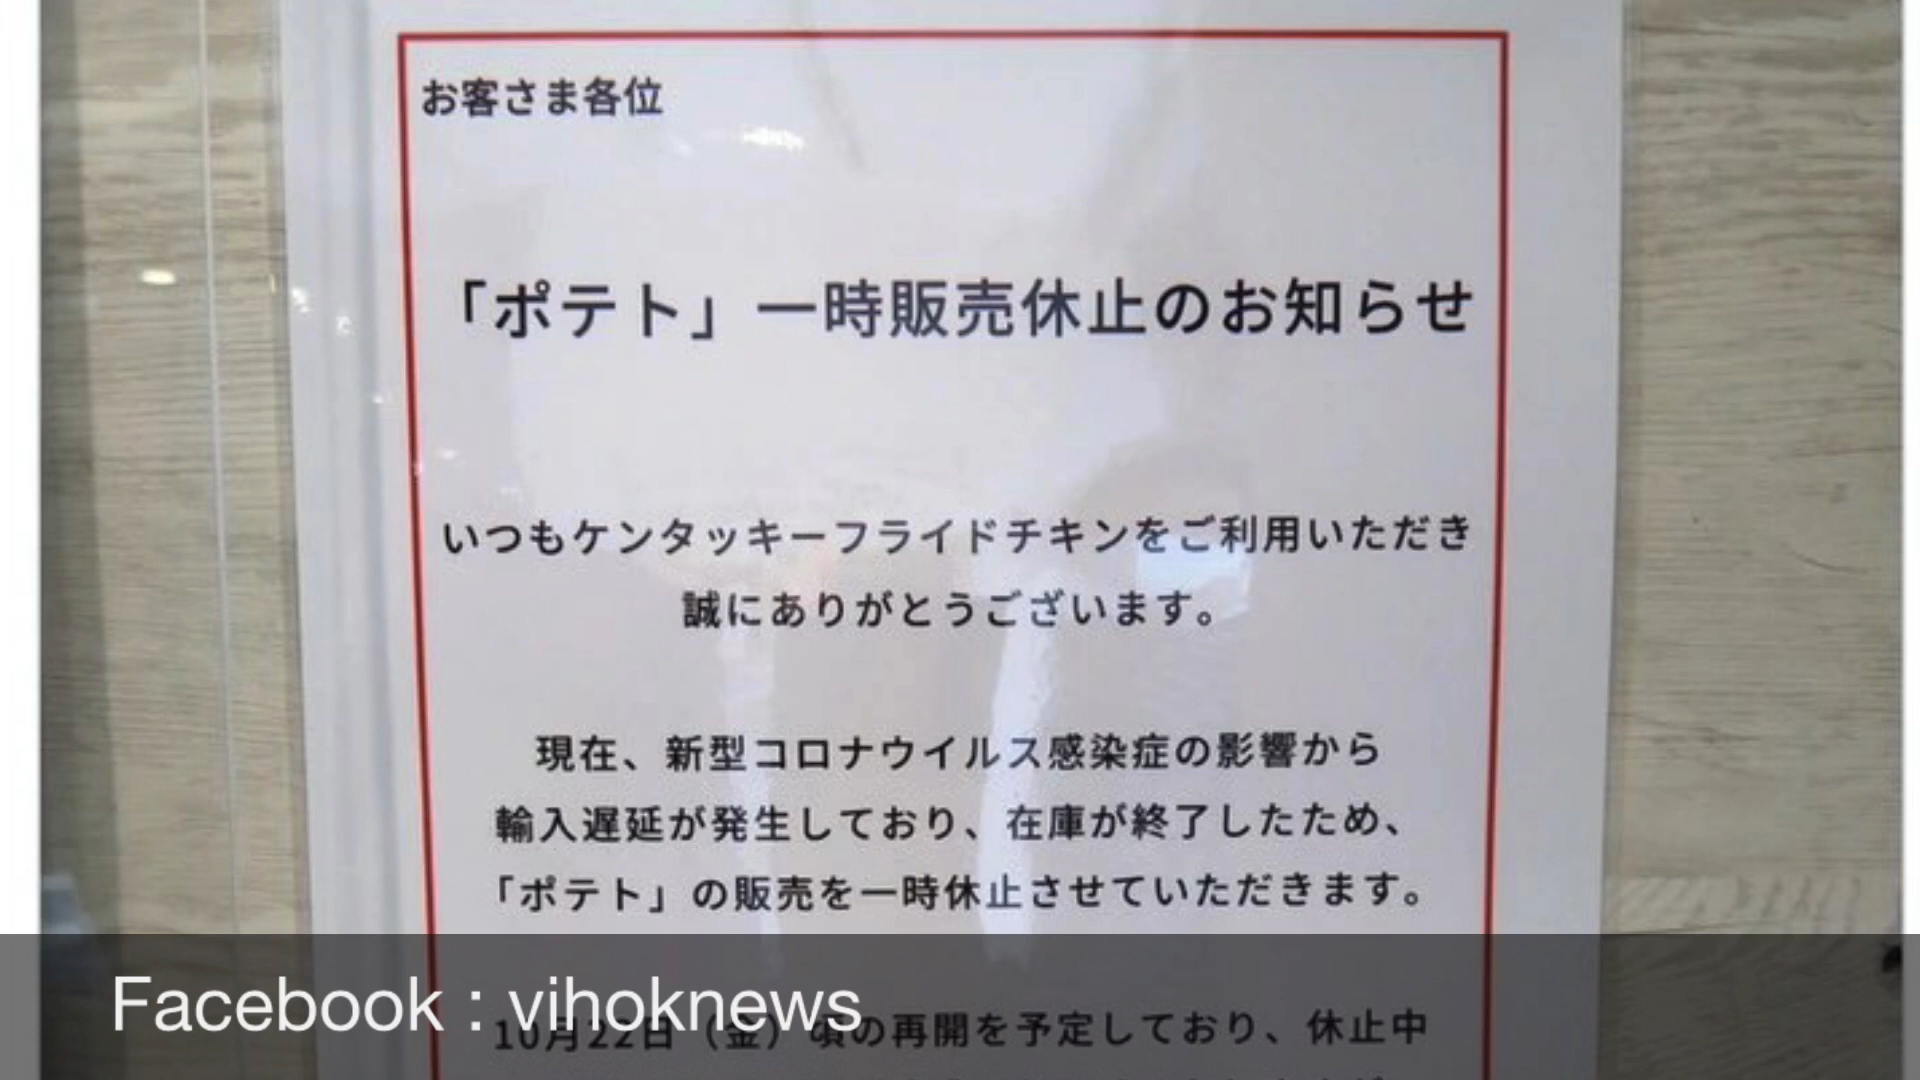 お客さま各位
「ポテト」一時販売休止のお知らせ
いつもケンタッキーフライドチキンをご利用いただき
誠にありがとうございます。
現在、新型コロナウイルス感染症の影響から
輸入遅延が発生しており、在庫が終了したため、
「ポテト」の販売を一時休止させていただきます。
Facebook : vihoknews
10月22日（金）頃の再開を予定しており、休止中